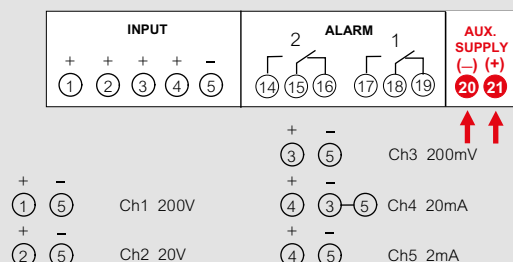 INPUT ALARM AUX. SUPPLY
2 1
+ + + + – (–) (+)
1 2 3 4 5 14 15 16 17 18 19 20 21
+ –
3 5 Ch3 200mV
+ – + –
1 5 Ch1 200V 4 3 5 Ch4 20mA
+ – + –
2 5 Ch2 20V 4 5 Ch5 2mA